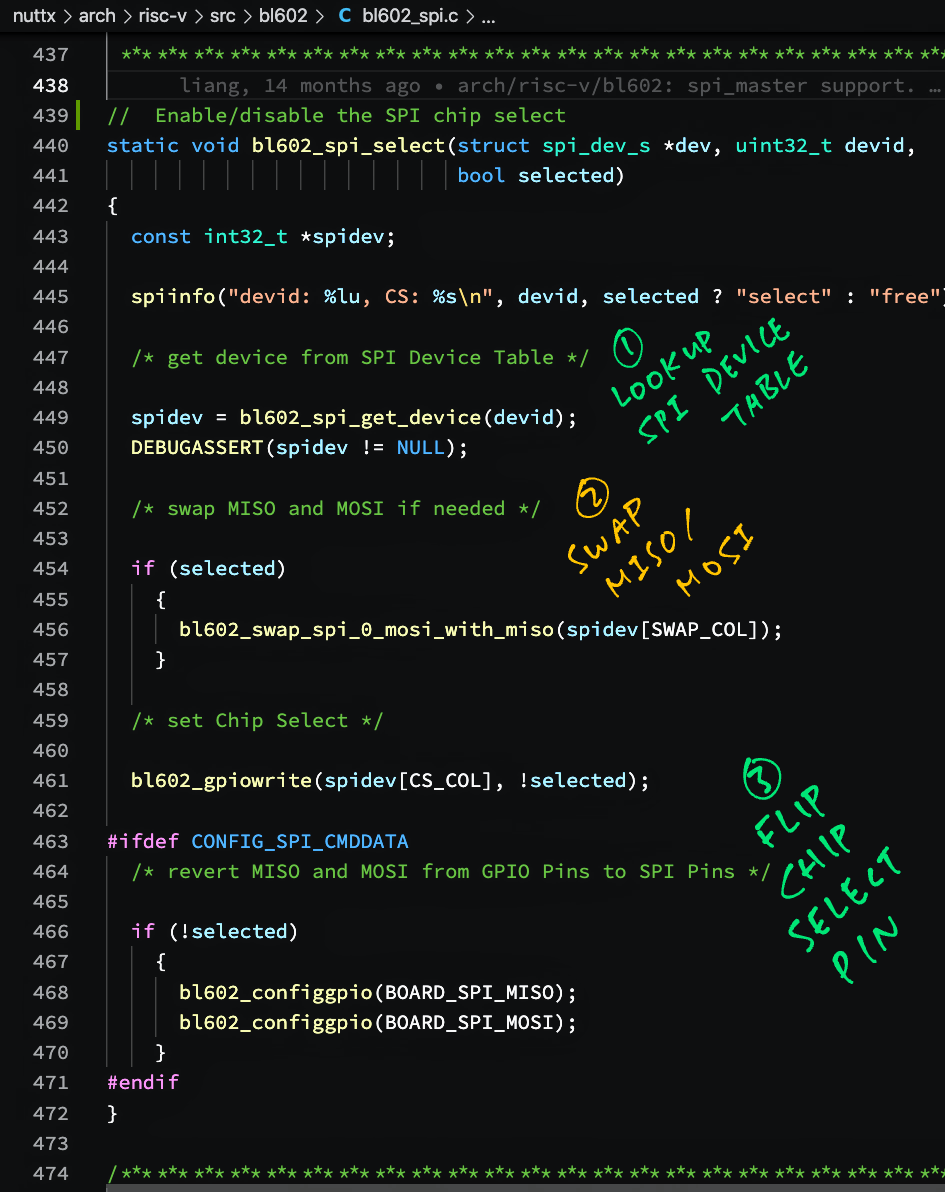 nuttx > arch > risc-v > src > bl602 > C bl602_spi.c > ...
437 *** *** *** *** *** *** *** *** *** *** *** *** *** *** *** *** *** *** *** *** *** *** **
438 liang, 14 months ago • arch/risc-v/bl602: spi_master support. …
439 //  Enable/disable the SPI chip select
440 static void bl602_spi_select(struct spi_dev_s *dev, uint32_t devid,
441 bool selected)
442 {
443   const int32_t *spidev;
444
445   spiinfo("devid: %lu, CS: %s\n", devid, selected ? "select" : "free")
446
447   /* get device from SPI Device Table */
① LOOKUP
SPI DEVICE
TABLE
448
449   spidev = bl602_spi_get_device(devid);
450   DEBUGASSERT(spidev != NULL);
451
452   /* swap MISO and MOSI if needed */
② SWAP
MISO/
MOSI
453
454   if (selected)
455     {
456       bl602_swap_spi_0_mosi_with_miso(spidev[SWAP_COL]);
457     }
458
459   /* set Chip Select */
460
461   bl602_gpiowrite(spidev[CS_COL], !selected);
③ FLIP
CHIP
SELECT
PIN
462
463 #ifdef CONFIG_SPI_CMDDATA
464   /* revert MISO and MOSI from GPIO Pins to SPI Pins */
465
466   if (!selected)
467     {
468       bl602_configgpio(BOARD_SPI_MISO);
469       bl602_configgpio(BOARD_SPI_MOSI);
470     }
471 #endif
472 }
473
474 /*** *** *** *** *** *** *** *** *** *** *** *** *** *** *** *** *** *** *** *** *** *** **